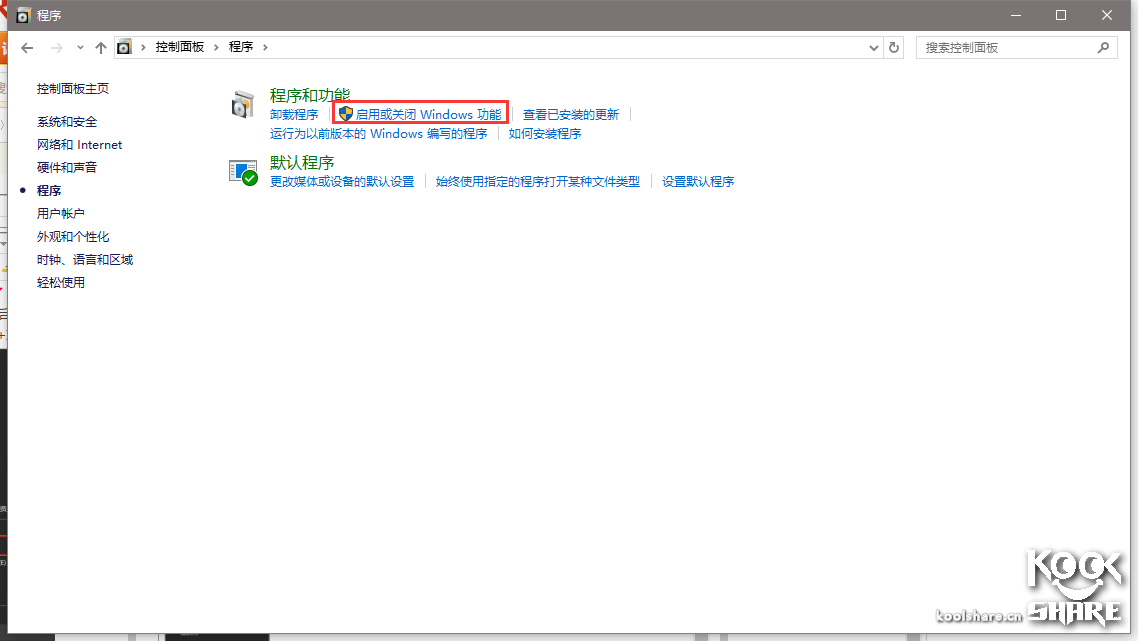 程序
控制面板 程序
搜索控制面板
控制面板主页
系统和安全
网络和 Internet
硬件和声音
程序
用户帐户
外观和个性化
时钟、语言和区域
轻松使用
程序和功能
卸载程序 启用或关闭 Windows 功能 查看已安装的更新
运行为以前版本的 Windows 编写的程序 如何安装程序
默认程序
更改媒体或设备的默认设置 始终使用指定的程序打开某种文件类型 设置默认程序
KOOL
SHARE
koolshare.cn